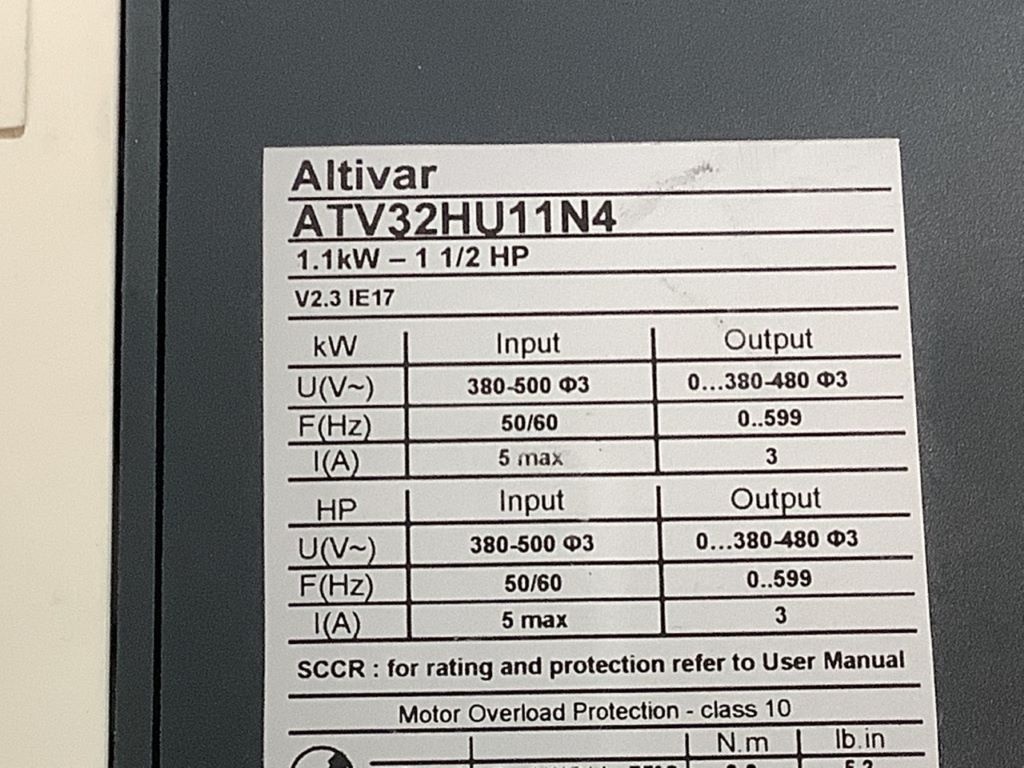 Altivar
ATV32HU11N4
1.1kW – 1 1/2 HP
V2.3 IE17
kW Input Output
U(V~) 380-500 Φ3 0...380-480 Φ3
F(Hz) 50/60 0..599
I(A) 5 max 3
HP Input Output
U(V~) 380-500 Φ3 0...380-480 Φ3
F(Hz) 50/60 0..599
I(A) 5 max 3
SCCR : for rating and protection refer to User Manual
Motor Overload Protection - class 10
N.m lb.in